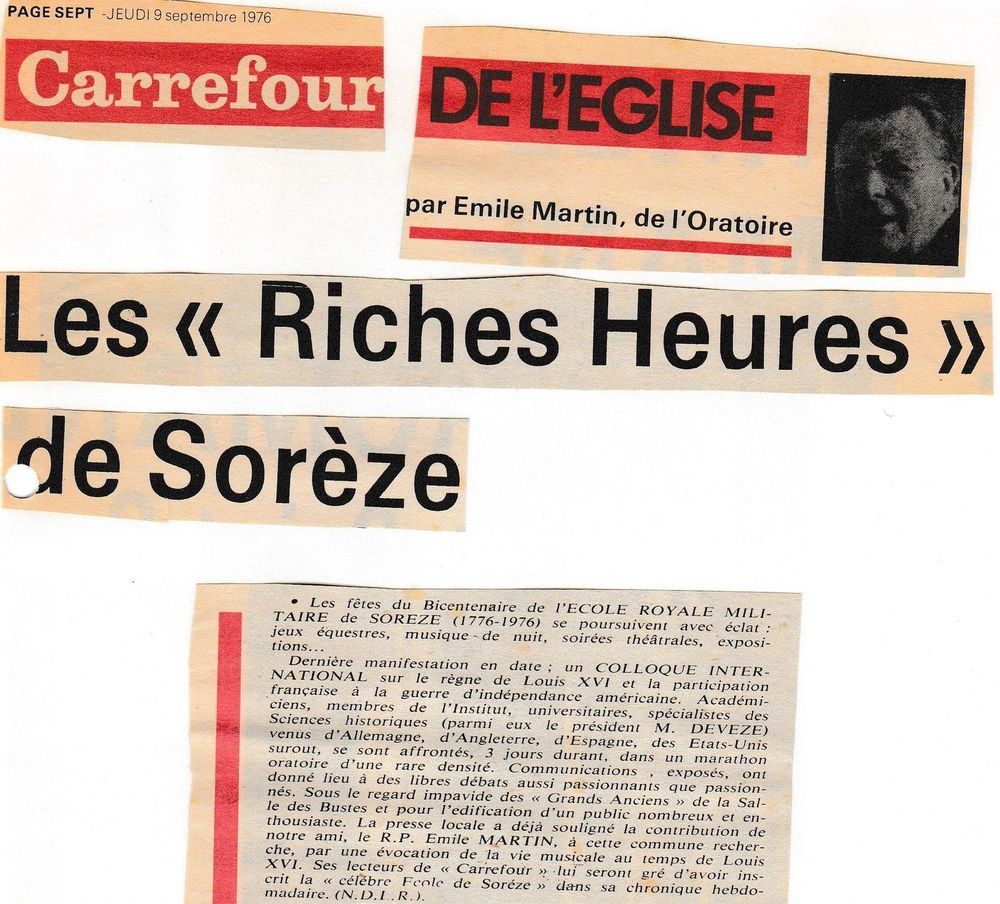 PAGE SEPT -JEUDI 9 septembre 1976
Carrefour
DE L'EGLISE
par Emile Martin, de l'Oratoire
Les « Riches Heures »
de Sorèze
• Les fêtes du Bicentenaire de l'ECOLE ROYALE MILI-
TAIRE de SOREZE (1776-1976) se poursuivent avec éclat :
jeux équestres, musique de nuit, soirées théâtrales, exposi-
tions...
Dernière manifestation en date ; un COLLOQUE INTER-
NATIONAL sur le règne de Louis XVI et la participation
française à la guerre d'indépendance américaine. Académi-
ciens, membres de l'Institut, universitaires, spécialistes des
Sciences historiques (parmi eux le président M. DEVEZE)
venus d'Allemagne, d'Angleterre, d'Espagne, des Etats-Unis
surout, se sont affrontés, 3 jours durant, dans un marathon
oratoire d'une rare densité. Communications , exposés, ont
donné lieu à des libres débats aussi passionnants que passion-
nés. Sous le regard impavide des « Grands Anciens » de la Sal-
le des Bustes et pour l'edification d'un public nombreux et en-
thousiaste. La presse locale a déjà souligné la contribution de
notre ami, le R.P. Emile MARTIN, à cette commune recher-
che, par une évocation de la vie musicale au temps de Louis
XVI. Ses lecteurs de « Carrefour » lui seront gré d'avoir ins-
crit la « célèbre Ecole de Sorèze » dans sa chronique hebdo-
madaire. (N.D.L.R.).